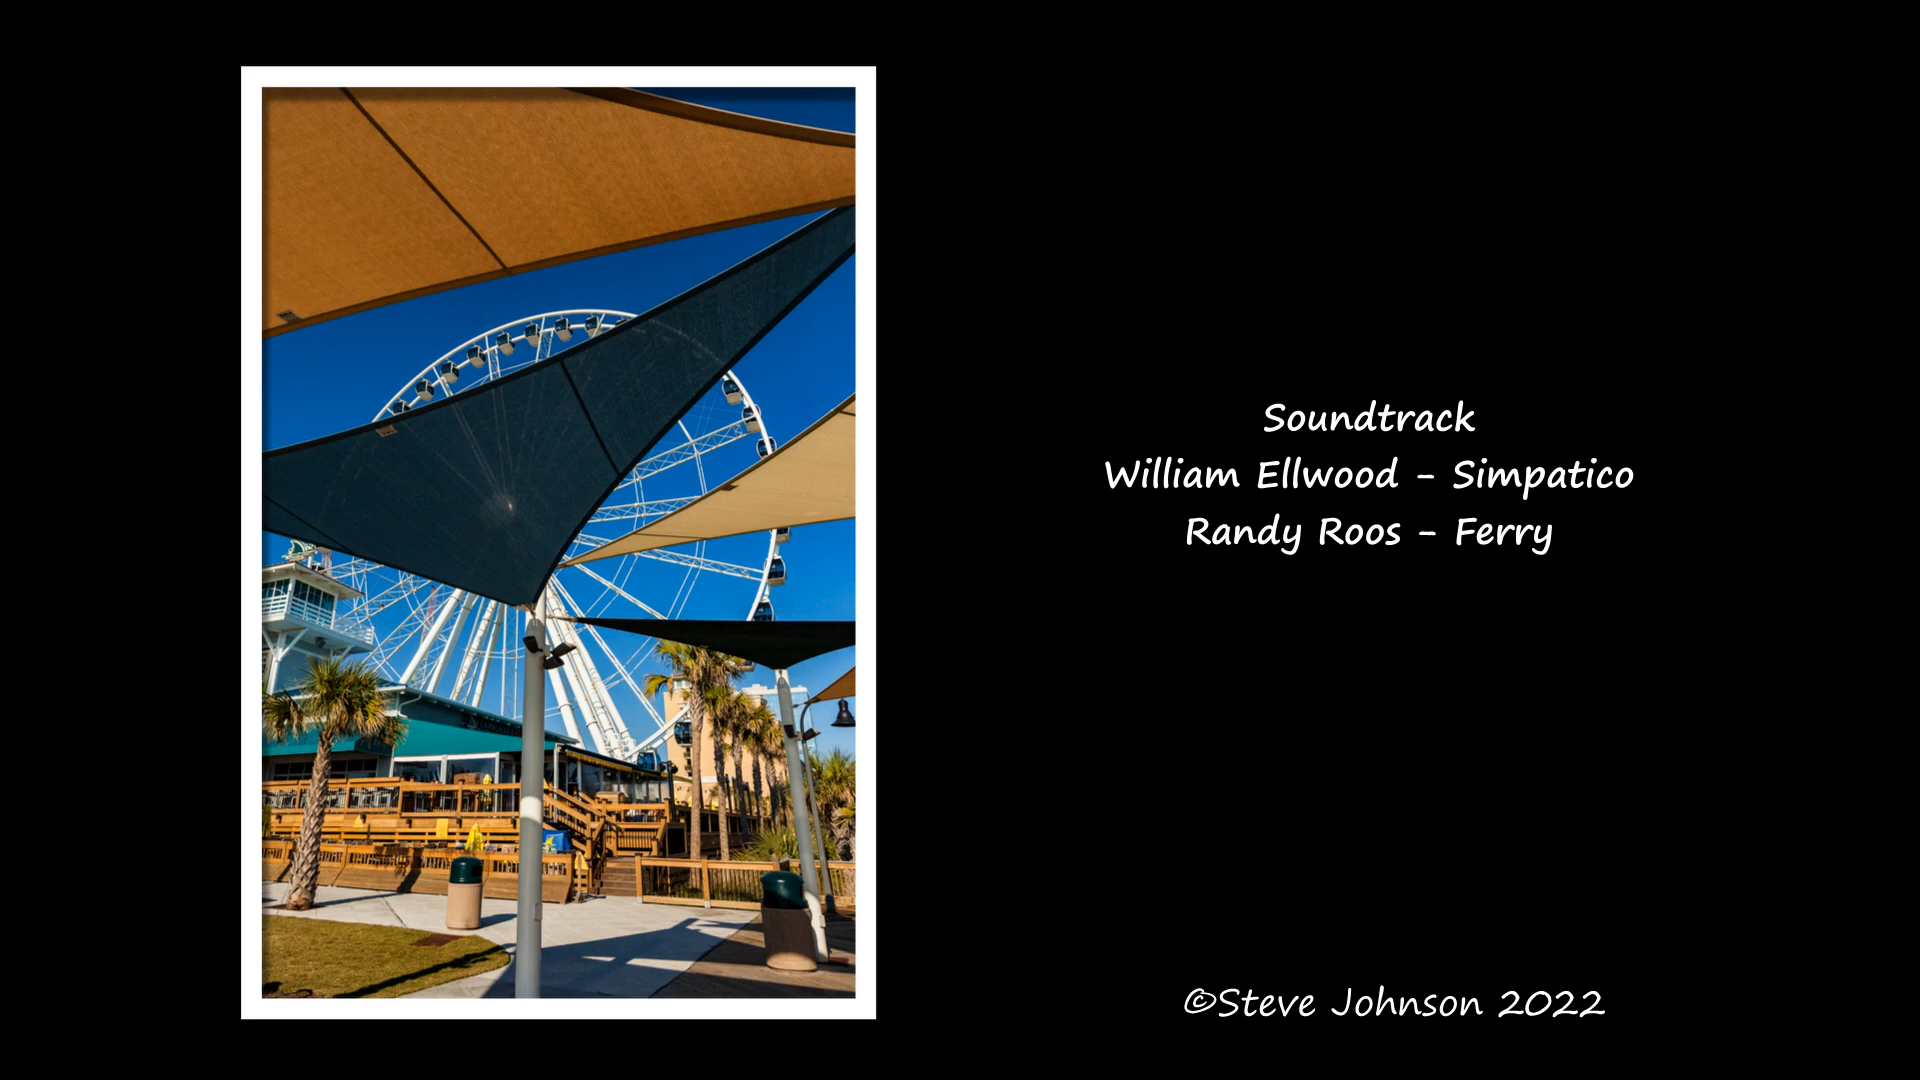 Soundtrack
William Ellwood - Simpatico
Randy Roos - Ferry
©Steve Johnson 2022